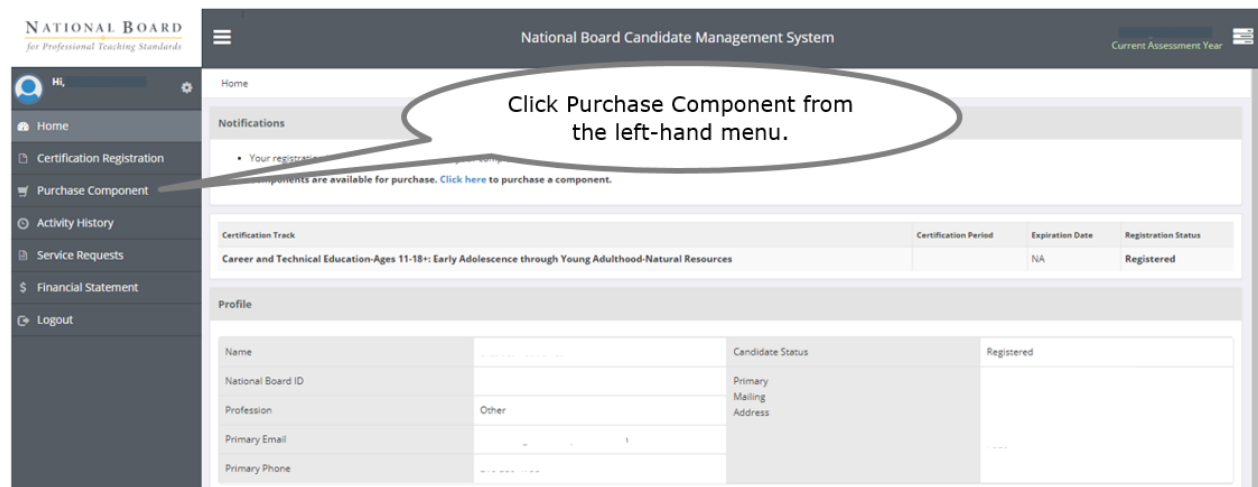 NATIONAL BOARD
for Professional Teaching Standards
National Board Candidate Management System
Current Assessment Year
Hi,
Home
Certification Registration
Purchase Component
Activity History
Service Requests
$ Financial Statement
Logout
Home
Click Purchase Component from
the left-hand menu.
Notifications
• Your registration
are available for purchase. Click here to purchase a component.
Certification Track
Certification Period
Expiration Date
Registration Status
Career and Technical Education-Ages 11-18+: Early Adolescence through Young Adulthood-Natural Resources
NA
Registered
Profile
Name
Candidate Status
Registered
National Board ID
Primary
Mailing
Address
Profession
Other
Primary Email
Primary Phone